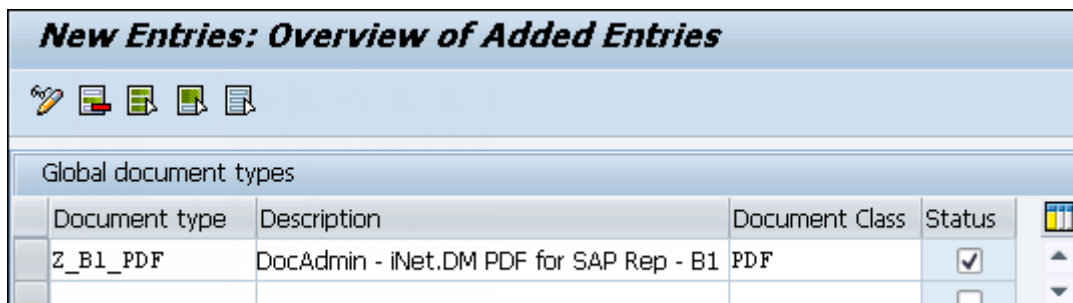 New Entries: Overview of Added Entries
Global document types
Document type Description Document Class Status
Z_B1_PDF DocAdmin - iNet.DM PDF for SAP Rep - B1 PDF